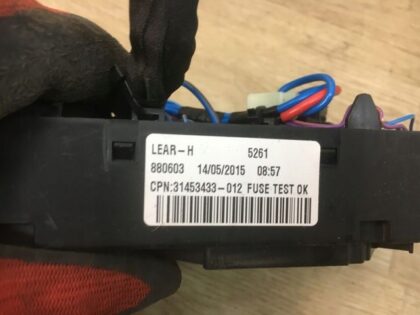 LEAR-H 5261
880603 14/05/2015 08:57
CPN:31453433-012 FUSE TEST OK